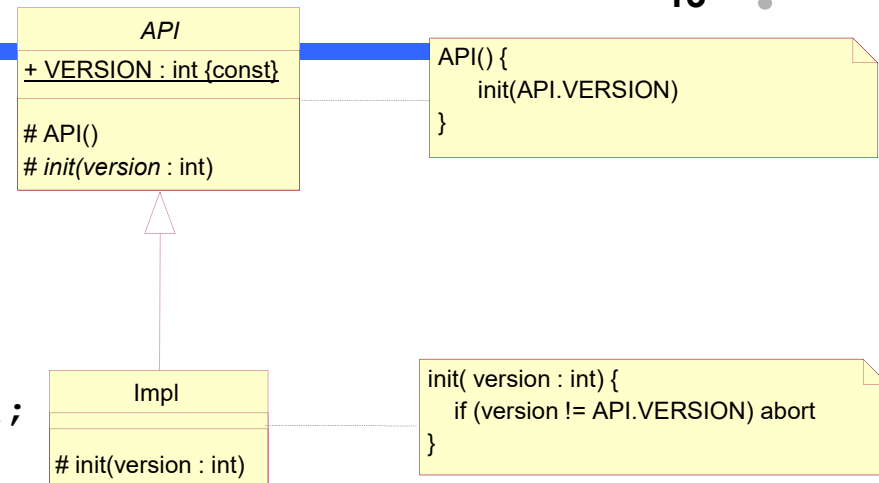 API
+ VERSION : int {const}
# API()
# init(version : int)
API() {
init(API.VERSION)
}
;
Impl
# init(version : int)
init( version : int) {
if (version != API.VERSION) abort
}